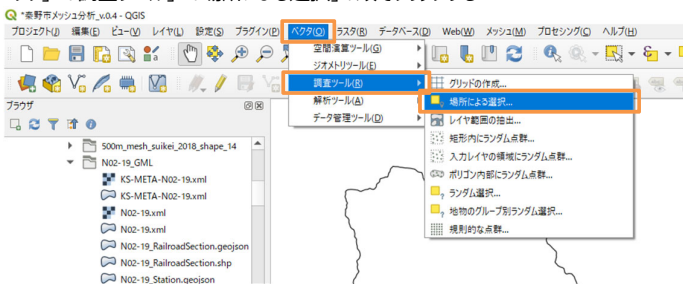 *秦野市メッシュ分析_v.0.4 - QGIS
プロジェクト(J) 編集(E) ビュー(V) レイヤ(L) 設定(S) プラグイン(P) ベクタ(O) ラスタ(R) データベース(D) Web(W) メッシュ(M) プロセシング(C) ヘルプ(H)
空間演算ツール(G)
ジオメトリツール(E)
調査ツール(R)
解析ツール(A)
データ管理ツール(D)
グリッドの作成...
場所による選択...
レイヤ範囲の抽出...
矩形内にランダム点群...
入力レイヤの領域にランダム点群...
ポリゴン内部にランダム点群...
ランダム選択...
地物のグループ別ランダム選択...
規則的な点群...
ブラウザ
500m_mesh_suikei_2018_shape_14
N02-19_GML
KS-META-N02-19.xml
KS-META-N02-19.xml
N02-19.xml
N02-19.xml
N02-19_RailroadSection.geojson
N02-19_RailroadSection.shp
N02-19_Station.geojson